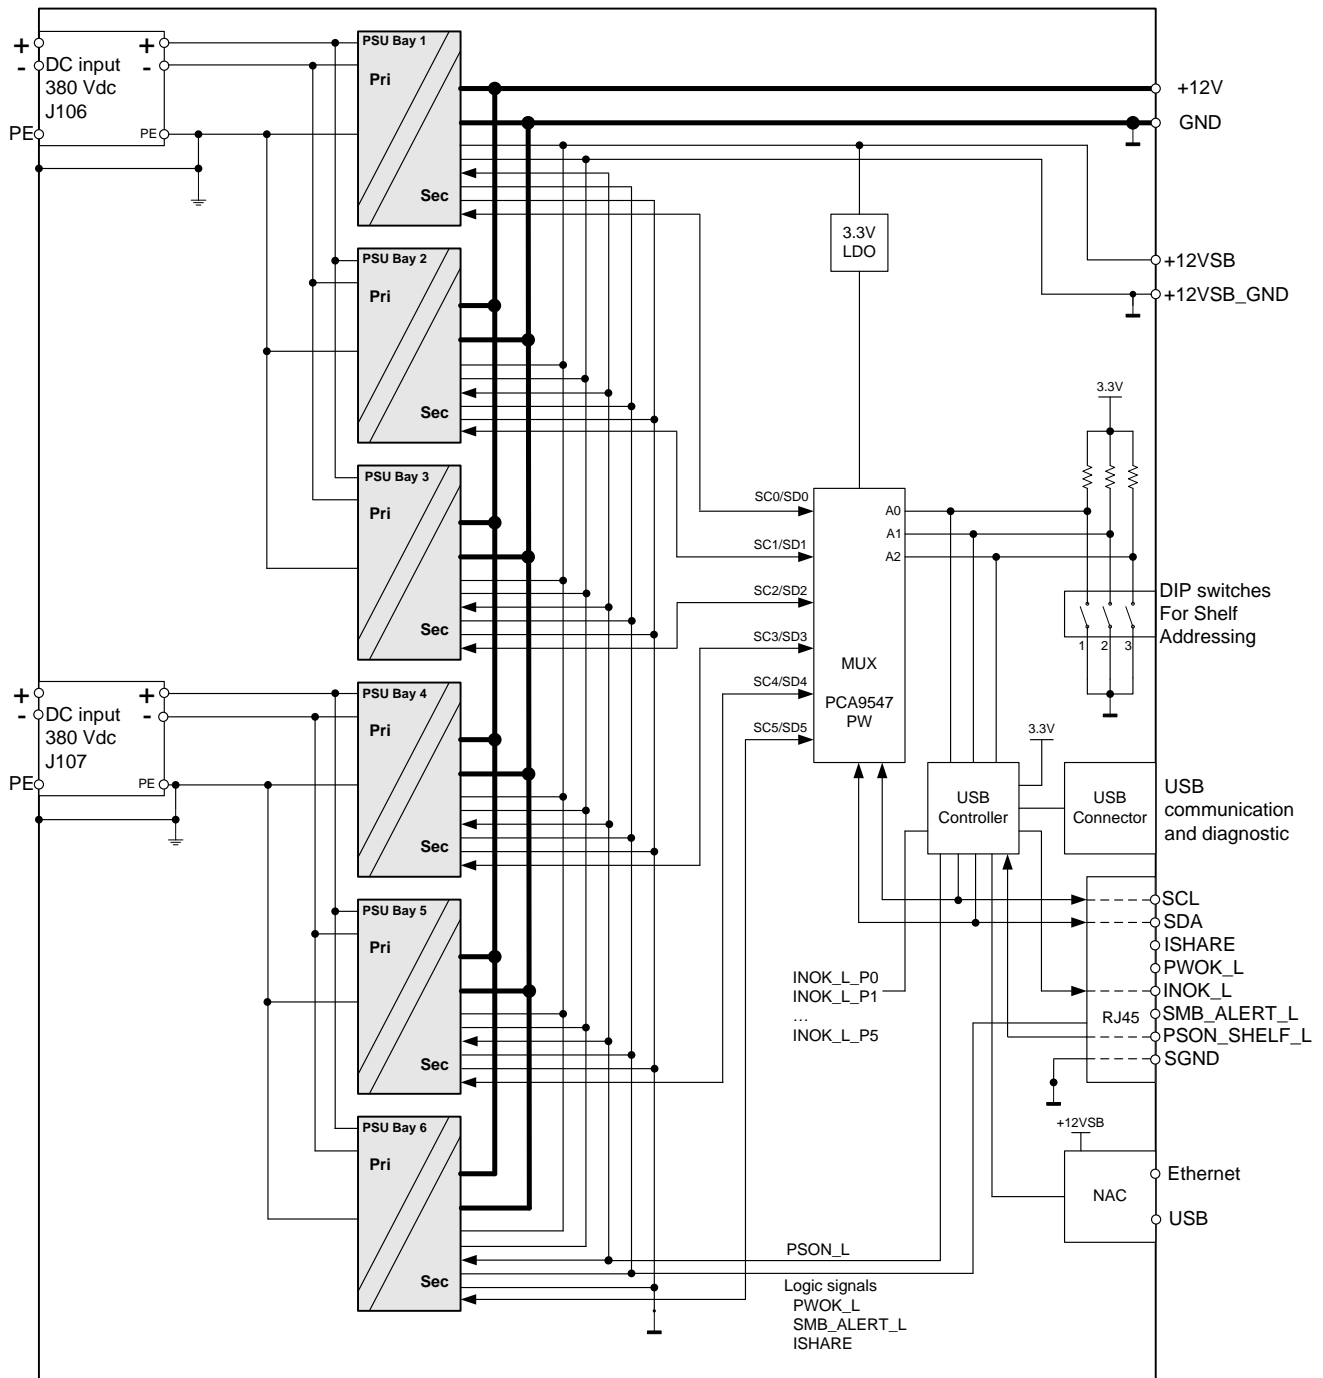 +
-
DC input
380 Vdc
J106
+
-
PE
PE
PSU Bay 1
Pri
Sec
+12V
GND
3.3V
LDO
+12VSB
+12VSB_GND
PSU Bay 2
Pri
Sec
3.3V
PSU Bay 3
Pri
Sec
SC0/SD0
SC1/SD1
SC2/SD2
SC3/SD3
SC4/SD4
SC5/SD5
MUX
PCA9547
PW
A0
A1
A2
1 2 3
DIP switches
For Shelf
Addressing
+
-
DC input
380 Vdc
J107
+
-
PE
PE
PSU Bay 4
Pri
Sec
3.3V
USB
Controller
USB
Connector
USB
communication
and diagnostic
PSU Bay 5
Pri
Sec
INOK_L_P0
INOK_L_P1
...
INOK_L_P5
RJ45
SCL
SDA
ISHARE
PWOK_L
INOK_L
SMB_ALERT_L
PSON_SHELF_L
SGND
PSU Bay 6
Pri
Sec
+12VSB
NAC
Ethernet
USB
PSON_L
Logic signals
PWOK_L
SMB_ALERT_L
ISHARE